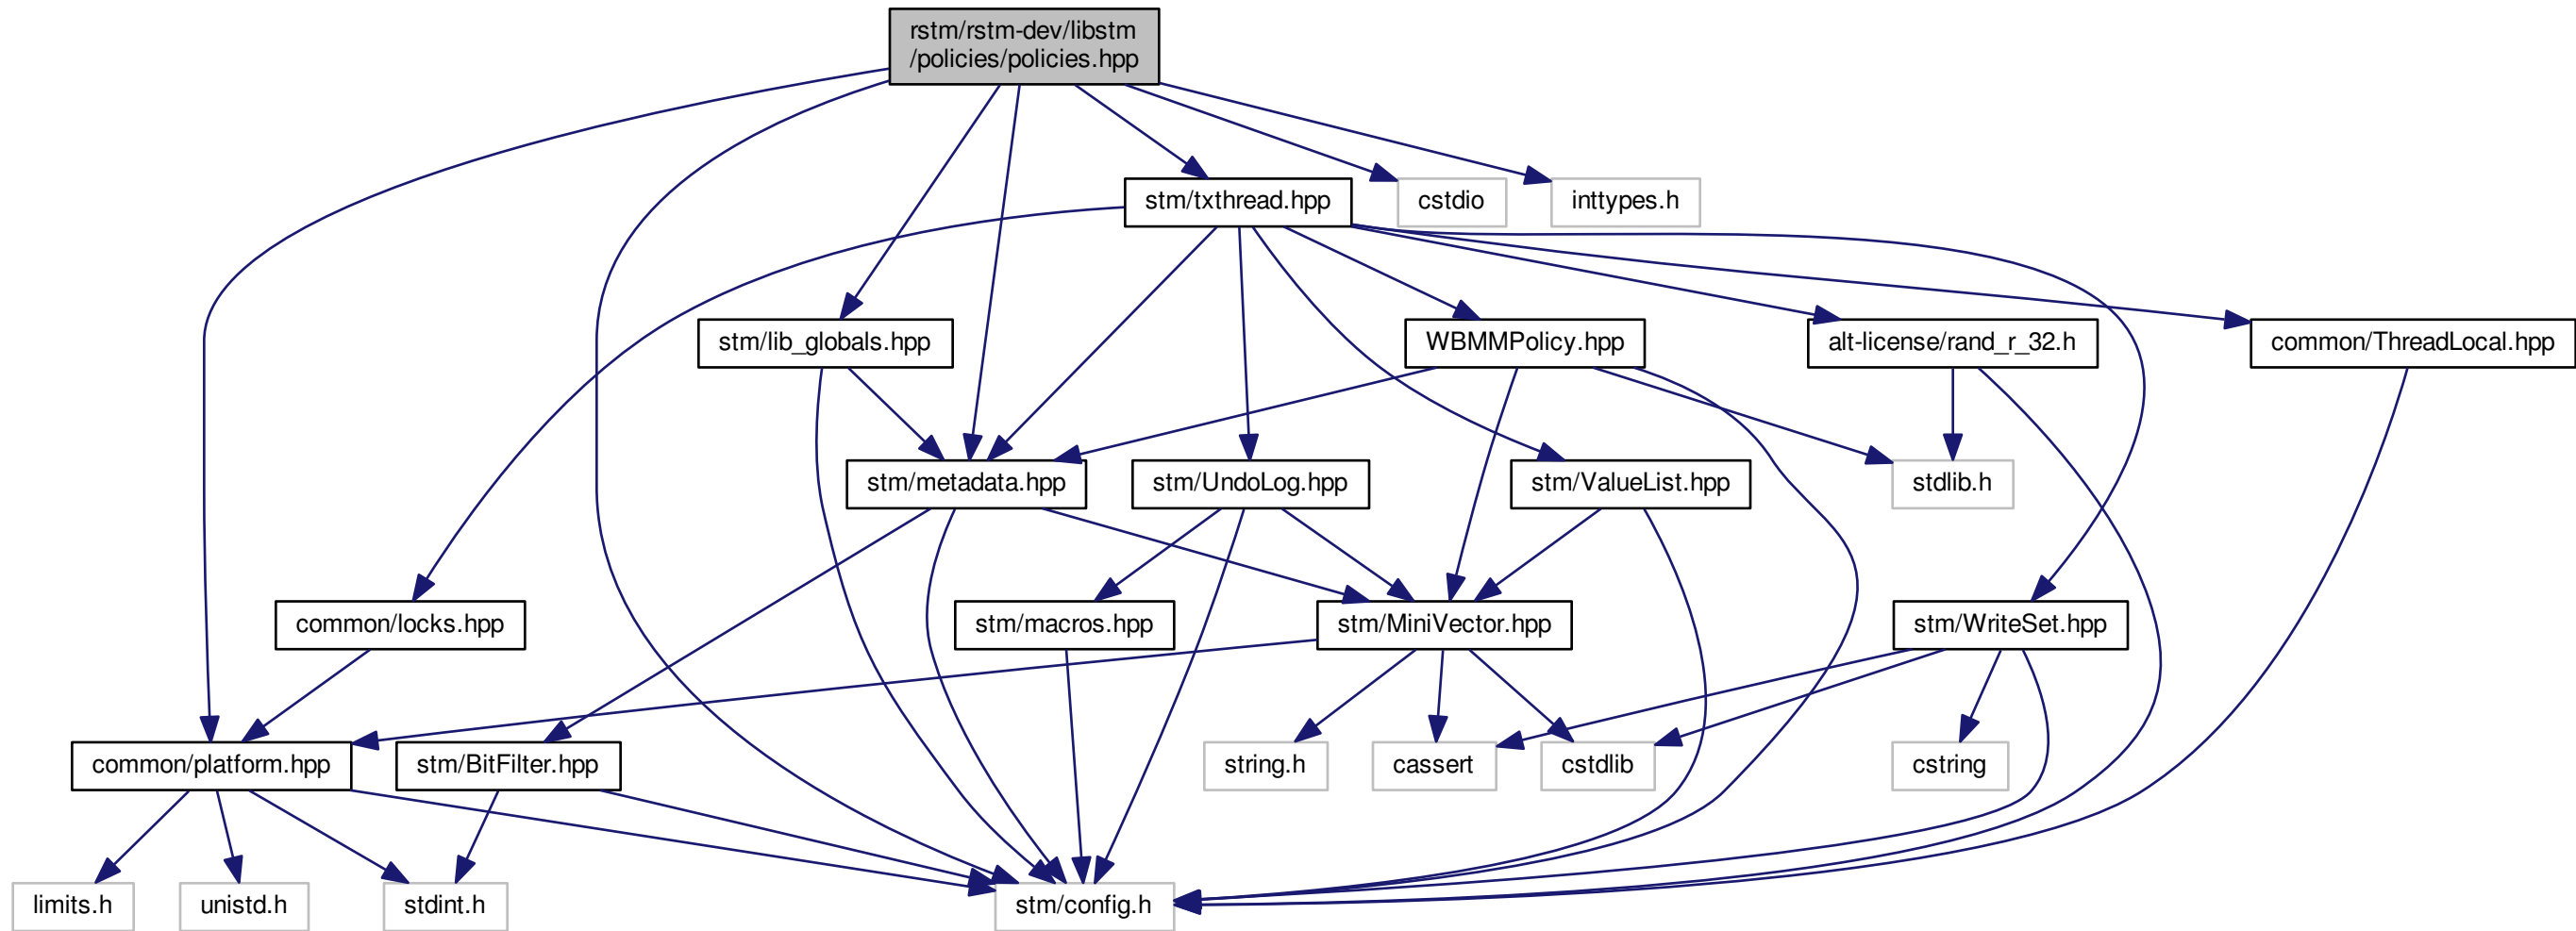 rstm/rstm-dev/libstm
/policies/policies.hpp
stm/txthread.hpp
cstdio
inttypes.h
stm/lib_globals.hpp
WBMMPolicy.hpp
alt-license/rand_r_32.h
common/ThreadLocal.hpp
stm/metadata.hpp
stm/UndoLog.hpp
stm/ValueList.hpp
stdlib.h
common/locks.hpp
stm/macros.hpp
stm/MiniVector.hpp
stm/WriteSet.hpp
common/platform.hpp
stm/BitFilter.hpp
string.h
cassert
cstdlib
cstring
limits.h
unistd.h
stdint.h
stm/config.h